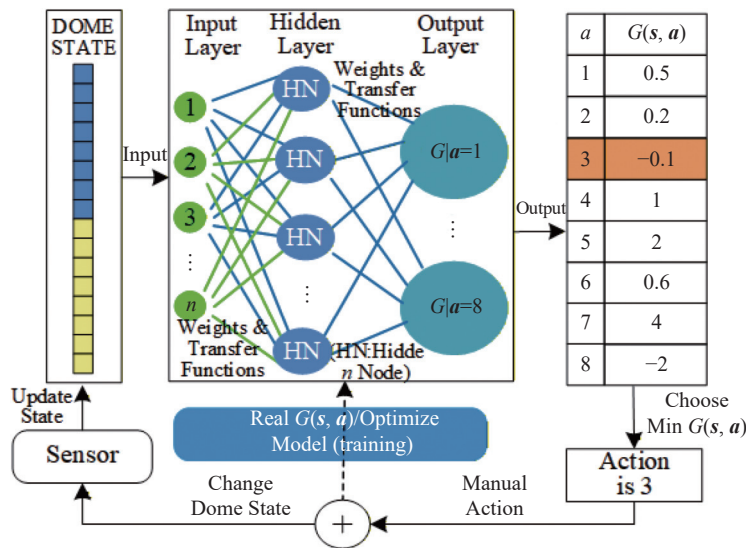 DOME
STATE
Input
Input
Layer
Hidden
Layer
Output
Layer
Weights &
Transfer
Functions
1
2
3
⋮
n
HN
HN
HN
⋮
HN
G|a=1
⋮
G|a=8
Weights &
Transfer
Functions
(HN:Hidde
n Node)
Output
a G(s, a)
1 0.5
2 0.2
3 −0.1
4 1
5 2
6 0.6
7 4
8 −2
Choose
Min G(s, a)
Action
is 3
Manual
Action
+
Real G(s, a)/Optimize
Model (training)
Change
Dome State
Sensor
Update
State